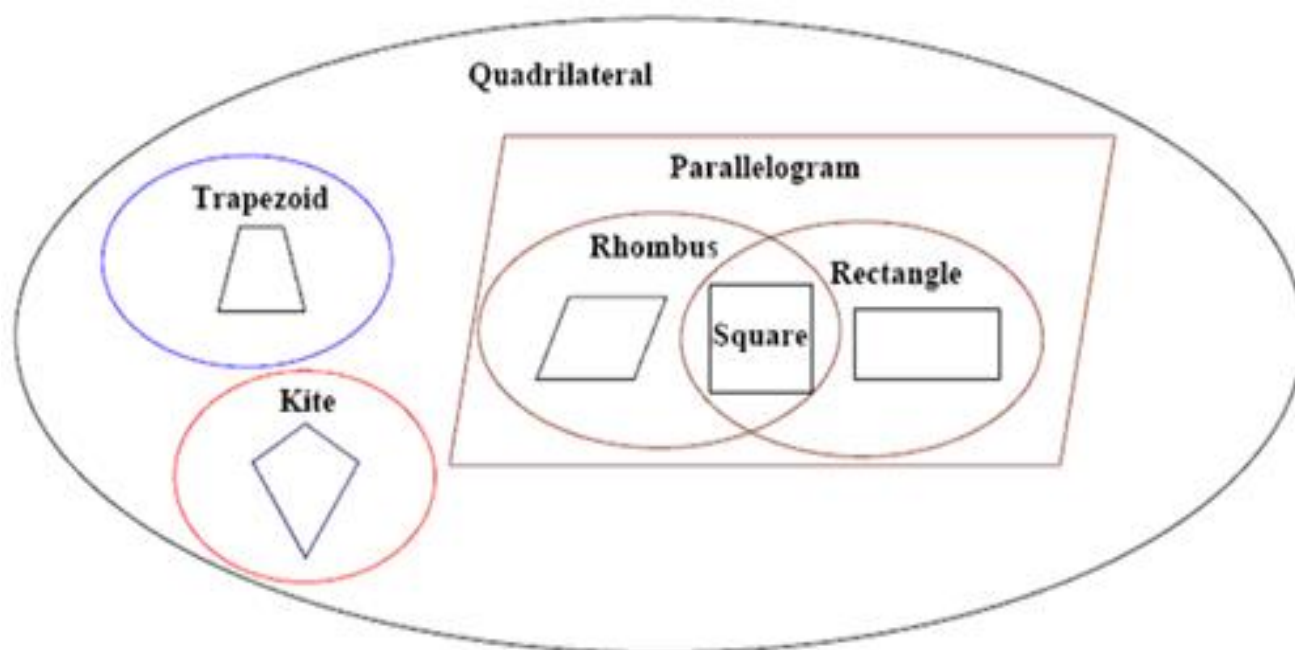 Quadrilateral
Parallelogram
Trapezoid
Rhombus
Rectangle
Square
Kite